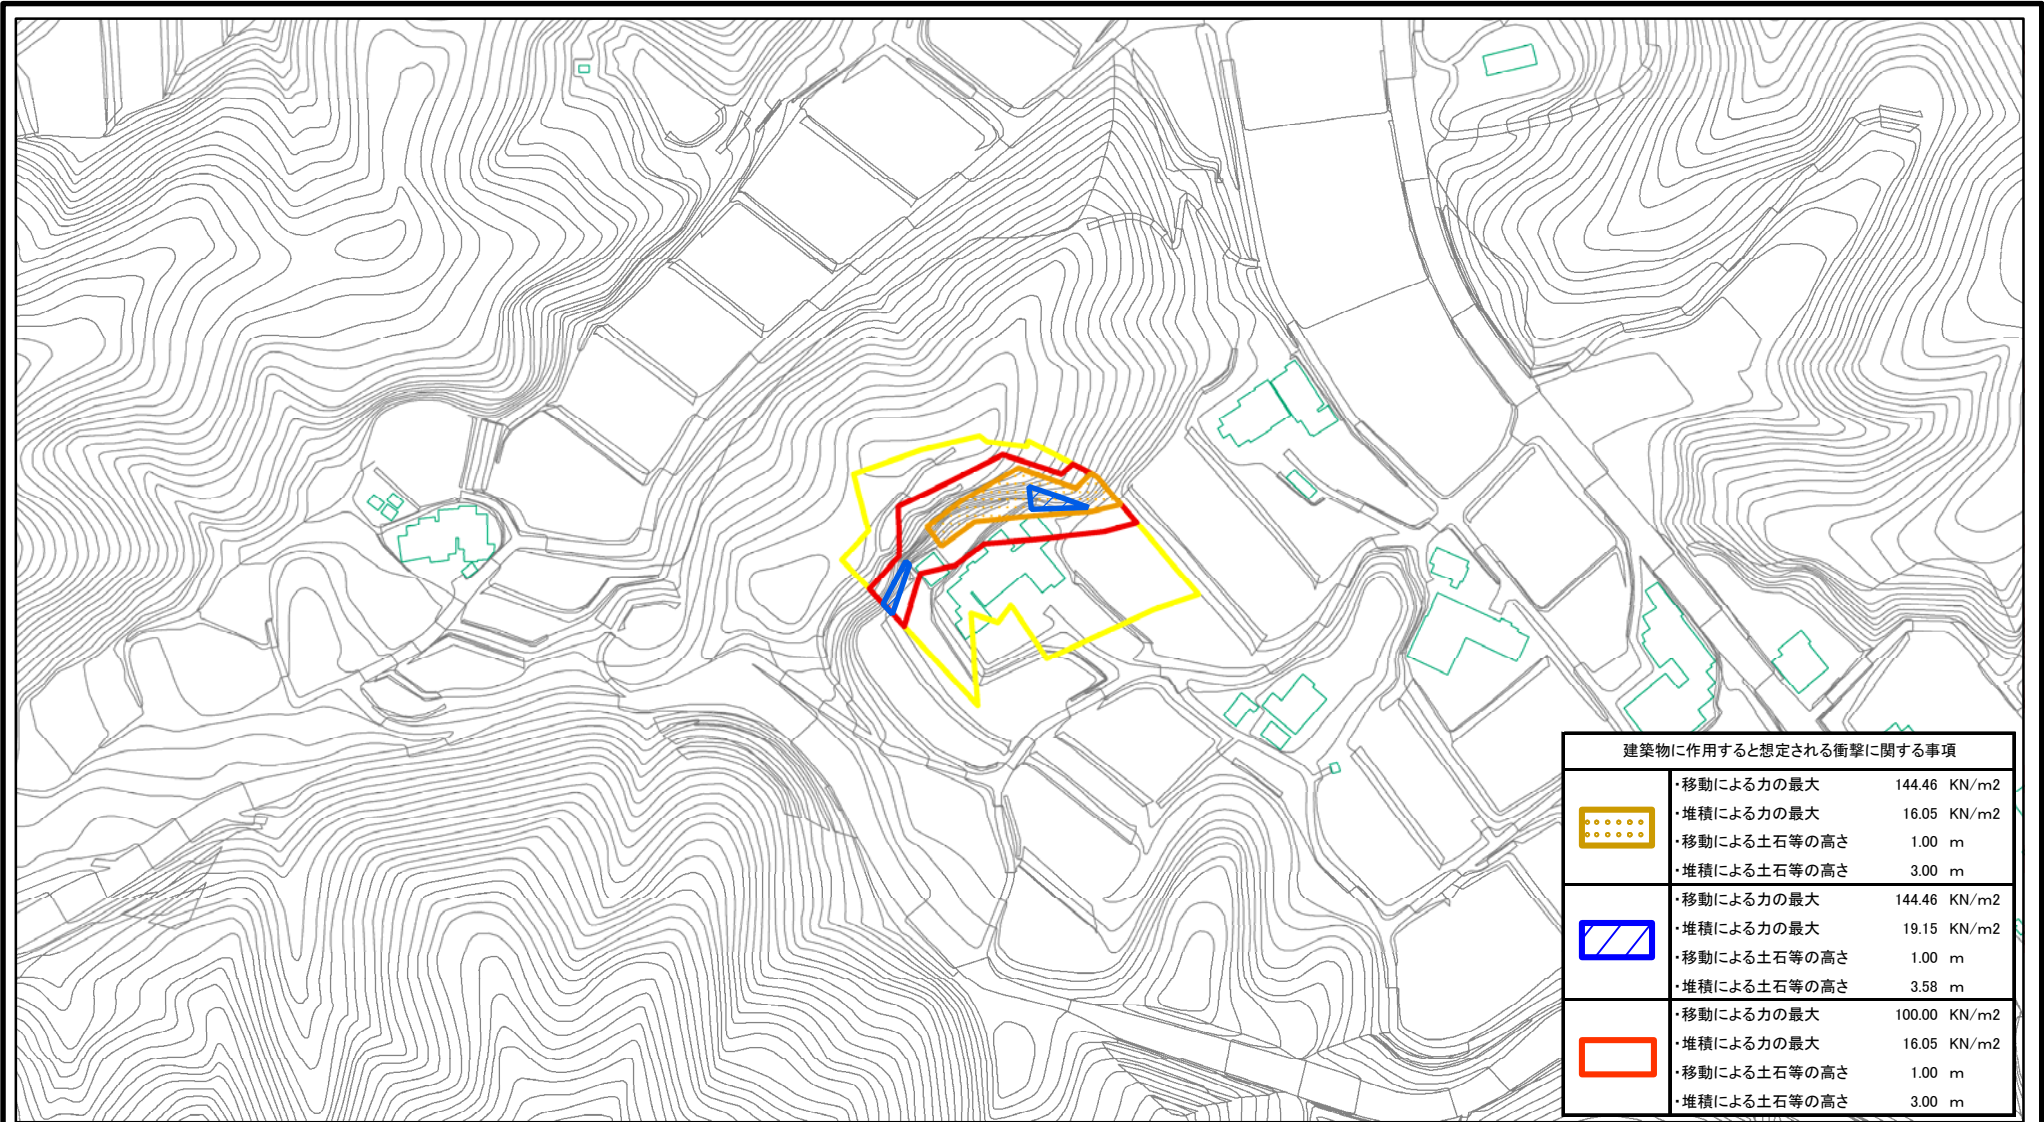 建築物に作用すると想定される衝撃に関する事項
・移動による力の最大 144.46 KN/m2
・堆積による力の最大 16.05 KN/m2
・移動による土石等の高さ 1.00 m
・堆積による土石等の高さ 3.00 m
・移動による力の最大 144.46 KN/m2
・堆積による力の最大 19.15 KN/m2
・移動による土石等の高さ 1.00 m
・堆積による土石等の高さ 3.58 m
・移動による力の最大 100.00 KN/m2
・堆積による力の最大 16.05 KN/m2
・移動による土石等の高さ 1.00 m
・堆積による土石等の高さ 3.00 m